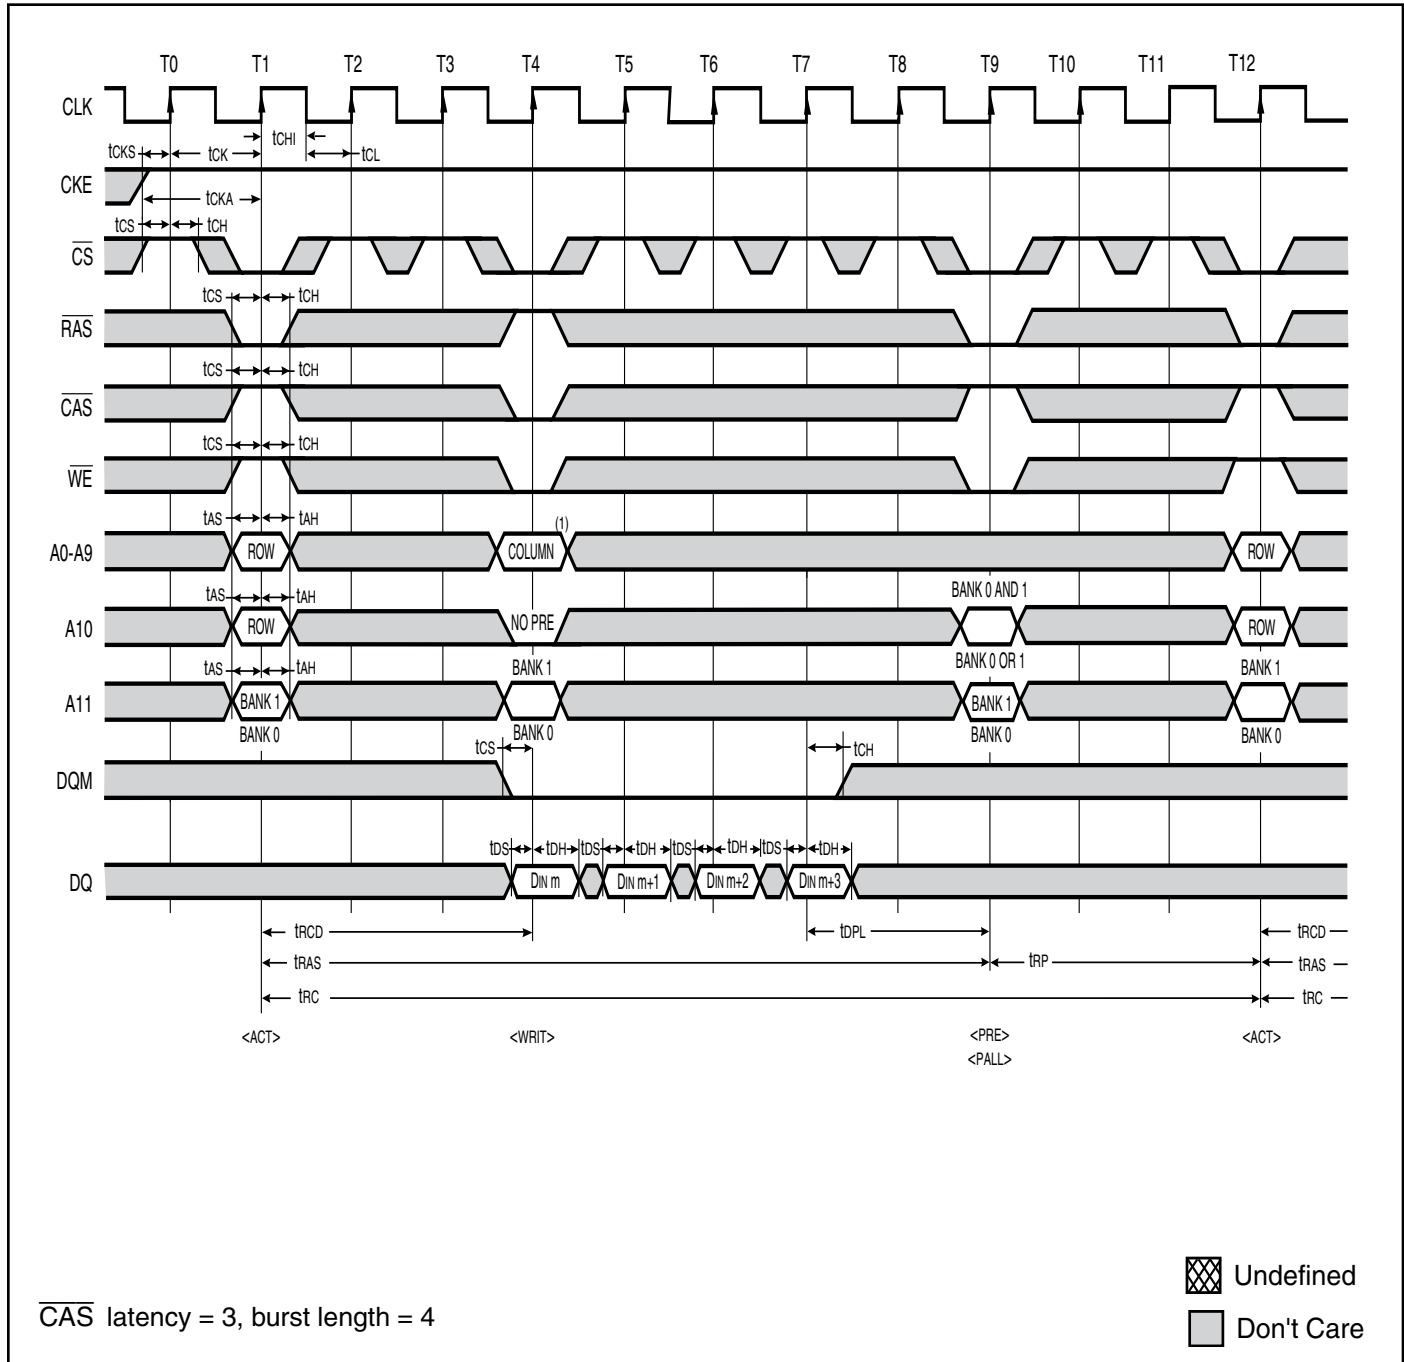 T0 T1 T2 T3 T4 T5 T6 T7 T8 T9 T10 T11 T12
CLK
tCHI
tCKS tCK tCL
CKE
tCKA
tCS tCH
CS
tCS tCH
RAS
tCS tCH
CAS
tCS tCH
WE
tAS tAH (1)
A0-A9 ROW COLUMN ROW
tAS tAH BANK 0 AND 1
A10 ROW NO PRE ROW
tAS tAH BANK 1 BANK 0 OR 1 BANK 1
A11 BANK 1 BANK 1
BANK 0 BANK 0 BANK 0 BANK 0
tCS tCH
DQM
tDS tDH tDS tDH tDS tDH tDS tDH
DQ DIN m DIN m+1 DIN m+2 DIN m+3
tRCD tDPL tRCD
tRAS tRP tRAS
tRC tRC
<ACT> <WRIT> <PRE> <ACT>
<PALL>
Undefined
CAS latency = 3, burst length = 4
Don't Care